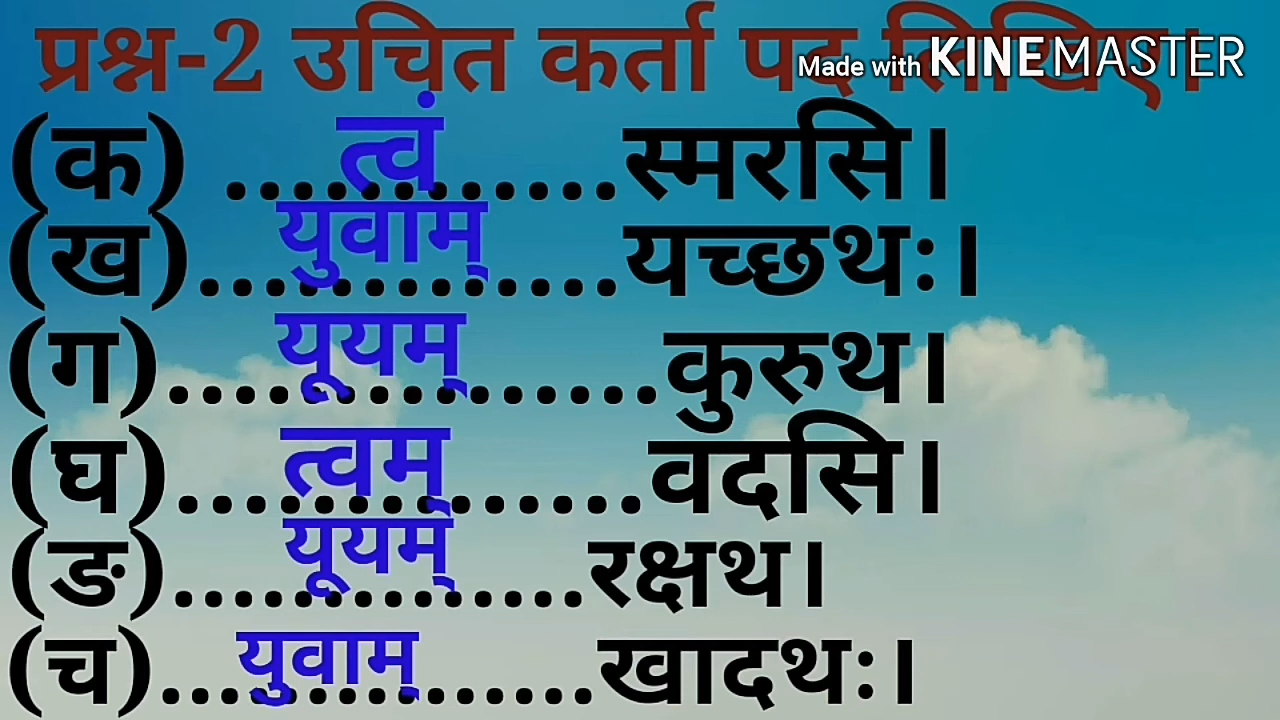 प्रश्न-2 उचित कर्ता पद लिखिए।
Made with KINEMASTER
(क) ............त्वं............स्मरसि।
(ख)............युवाम्............यच्छथः।
(ग)............यूयम्............कुरुथ।
(घ)............त्वम्............वदसि।
(ङ)............यूयम्............रक्षथ।
(च)............युवाम्............खादथः।